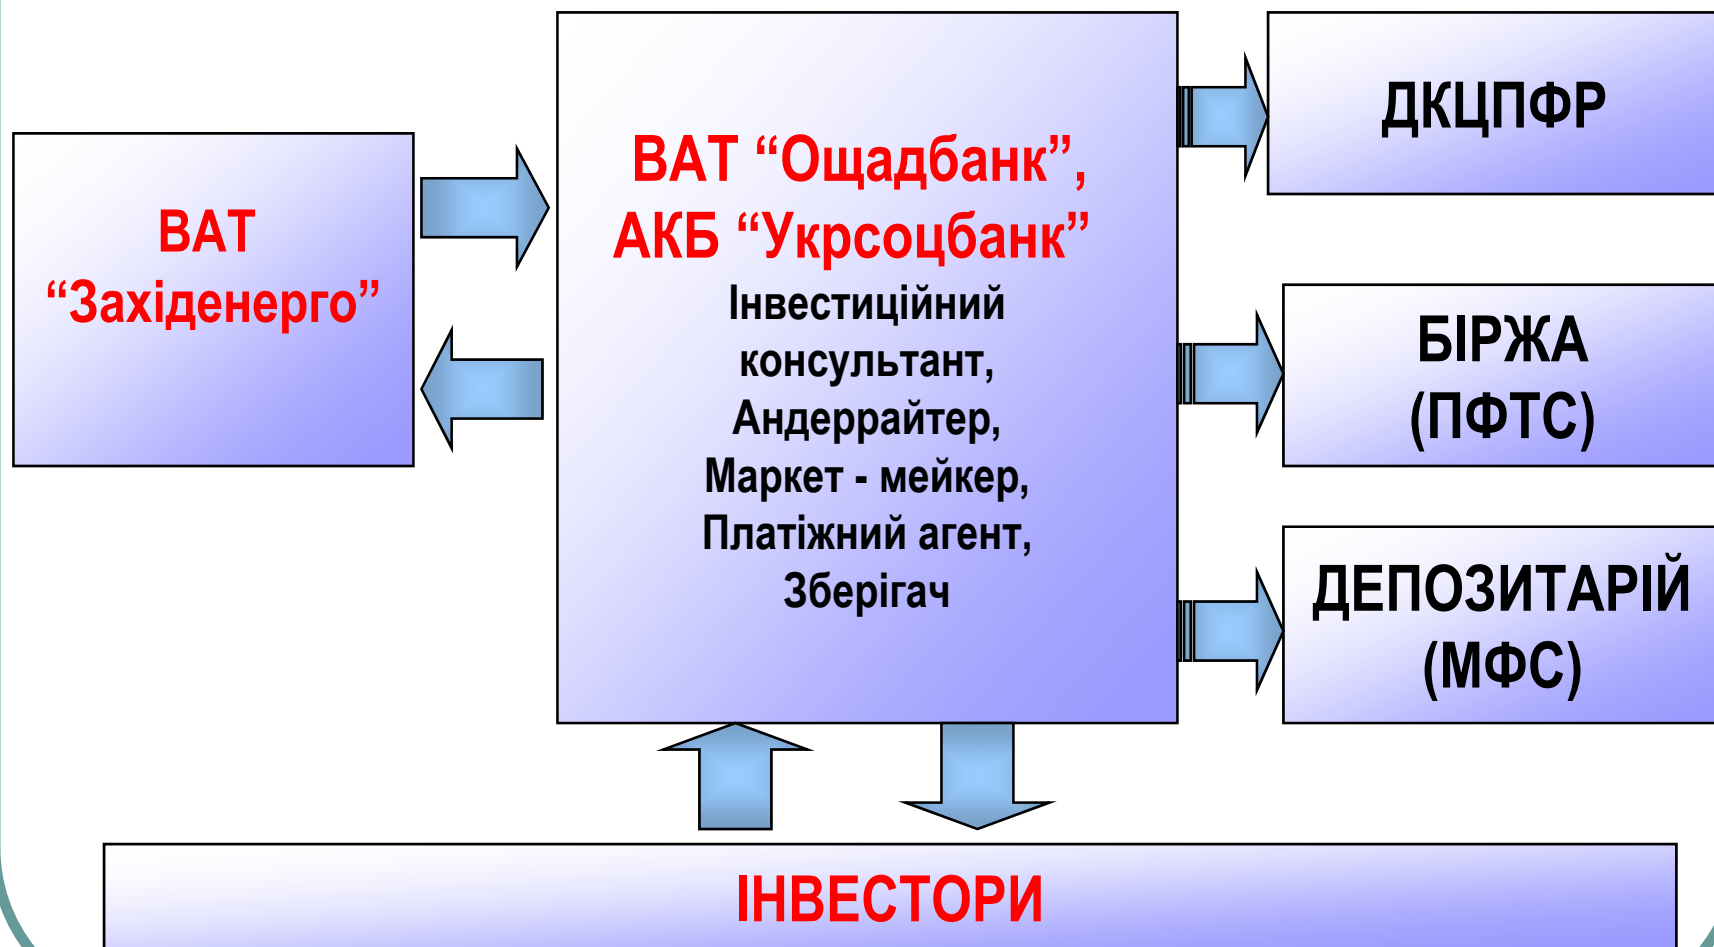 ВАТ
“Західенерго”
ВАТ “Ощадбанк”,
АКБ “Укрсоцбанк”
Інвестиційний
консультант,
Андеррайтер,
Маркет - мейкер,
Платіжний агент,
Зберігач
ДКЦПФР
БІРЖА
(ПФТС)
ДЕПОЗИТАРІЙ
(МФС)
ІНВЕСТОРИ